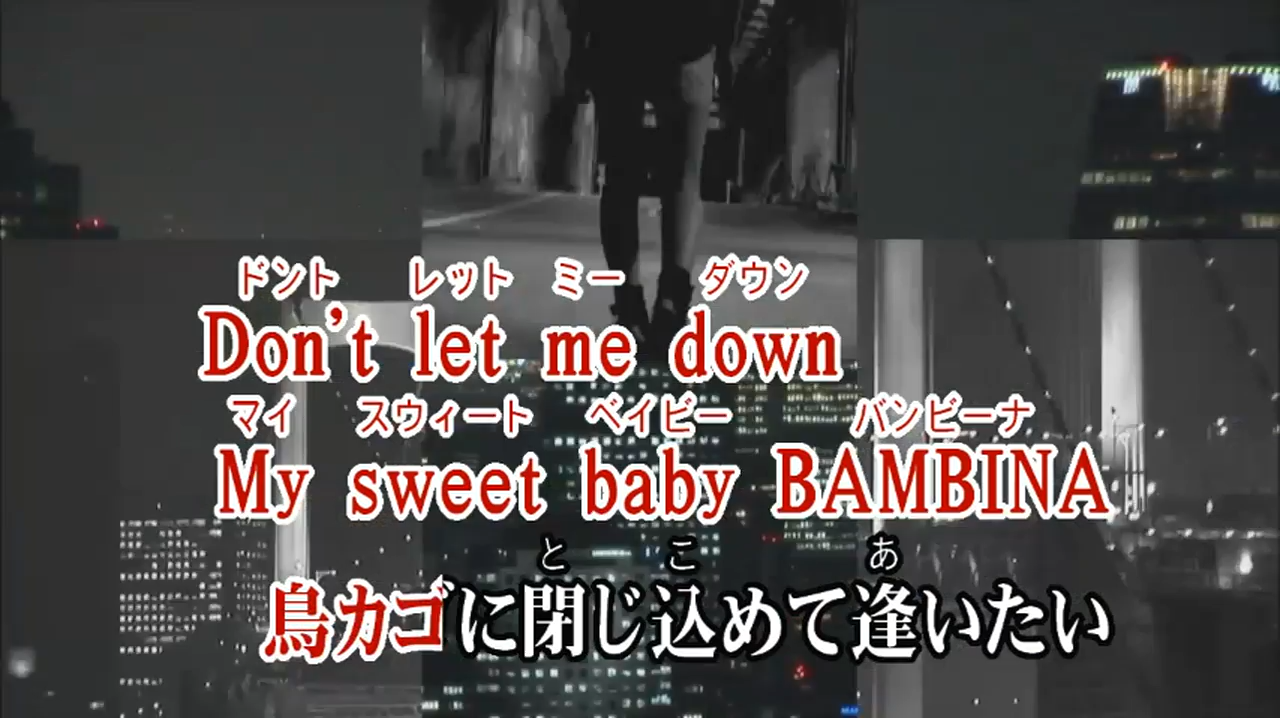 ドント レット ミー ダウン
Don't let me down
マイ スウィート ベイビー バンビーナ
My sweet baby BAMBINA
と こ あ
鳥カゴに閉じ込めて逢いたい